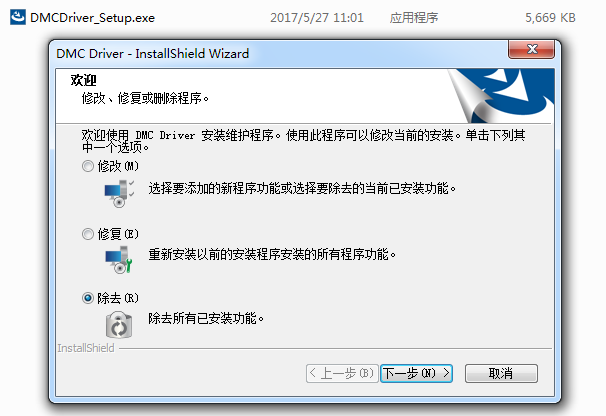 DMCDriver_Setup.exe 2017/5/27 11:01 应用程序 5,669 KB
DMC Driver - InstallShield Wizard
欢迎
修改、修复或删除程序。
欢迎使用 DMC Driver 安装维护程序。使用此程序可以修改当前的安装。单击下列其
中一个选项。
修改(M)
选择要添加的新程序功能或选择要除去的当前已安装功能。
修复(E)
重新安装以前的安装程序安装的所有程序功能。
除去(R)
除去所有已安装功能。
InstallShield
< 上一步(B) 下一步(N) > 取消